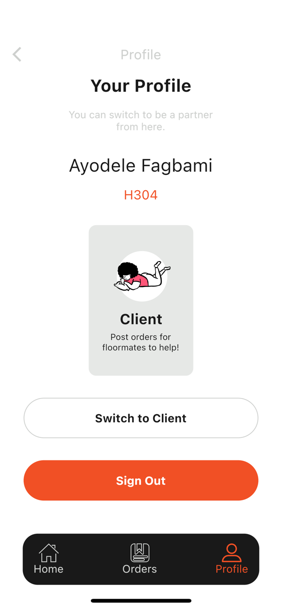 Profile
Your Profile
You can switch to be a partner
from here.
Ayodele Fagbami
H304
Client
Post orders for
floormates to help!
Switch to Client
Sign Out
Home
Orders
Profile